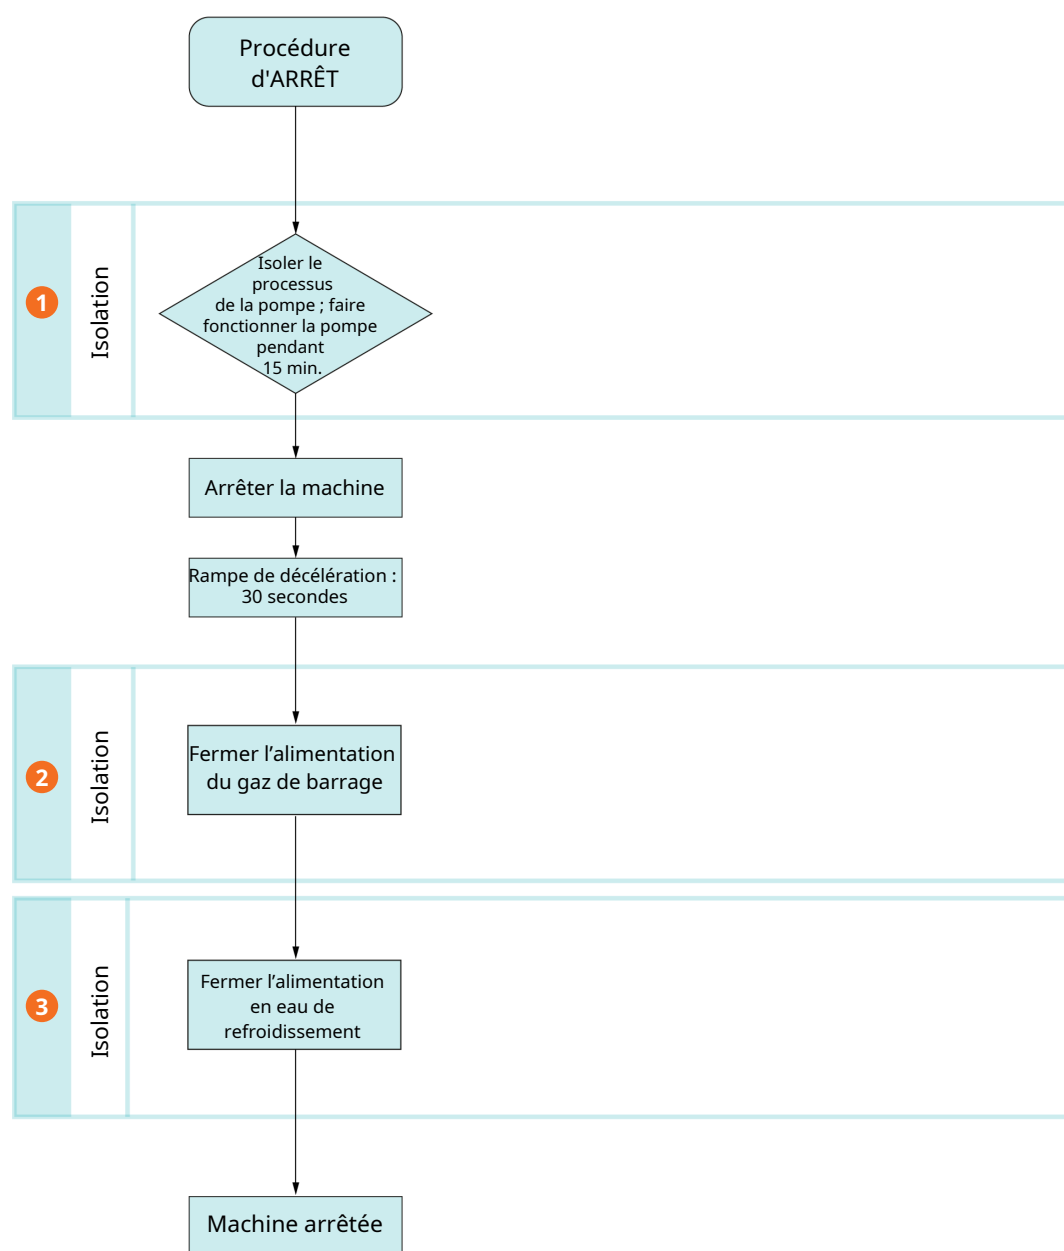 Procédure
d'ARRÊT
1
Isolation
Isoler le
processus
de la pompe ; faire
fonctionner la pompe
pendant
15 min.
Arrêter la machine
Rampe de décélération :
30 secondes
2
Isolation
Fermer l’alimentation
du gaz de barrage
3
Isolation
Fermer l’alimentation
en eau de
refroidissement
Machine arrêtée